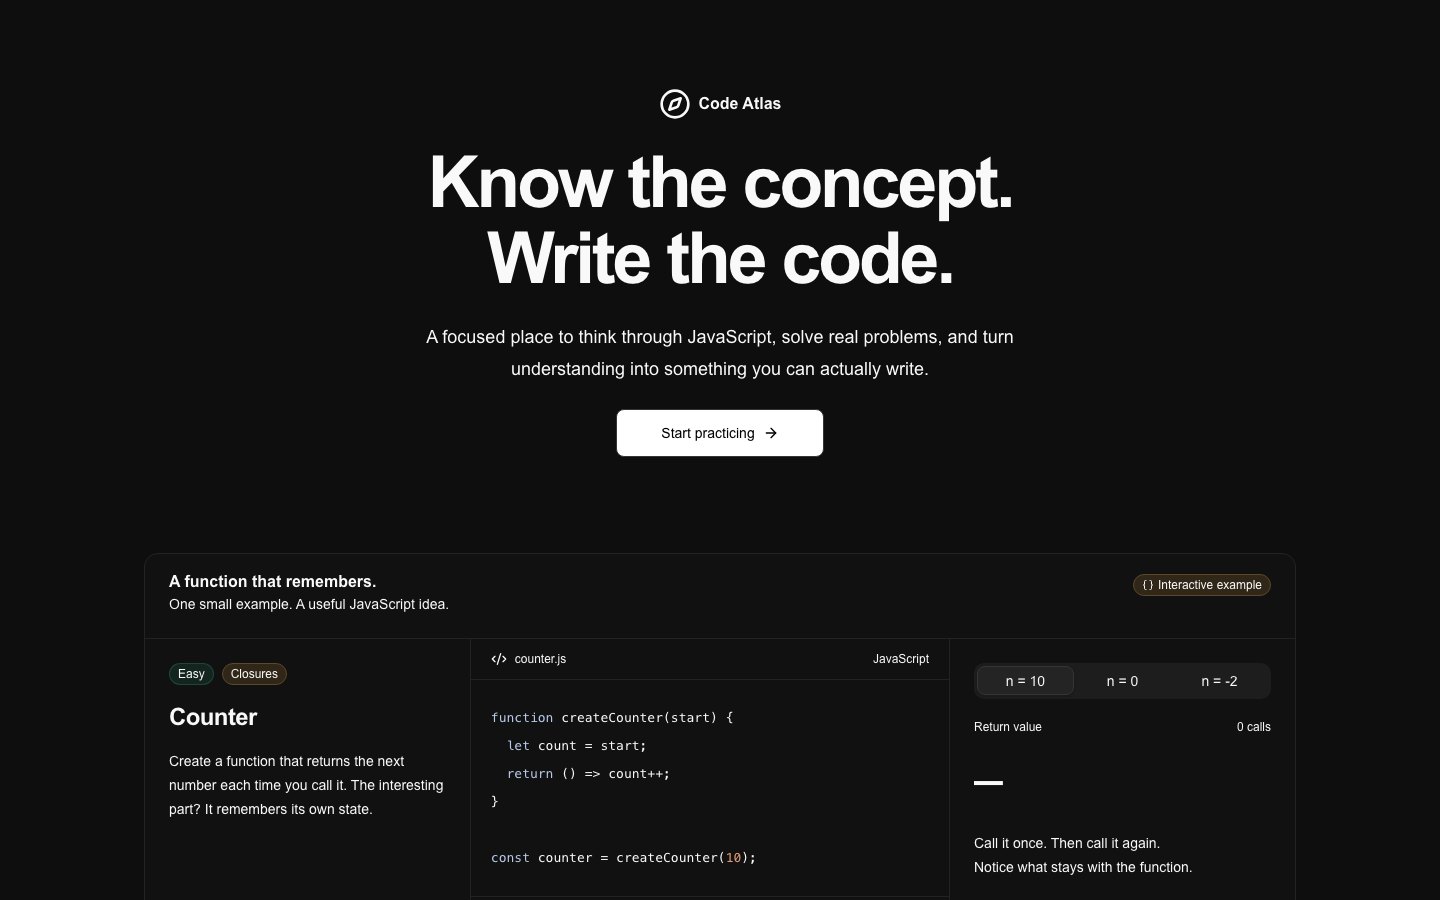 Code Atlas
Know the concept.
Write the code.
A focused place to think through JavaScript, solve real problems, and turn
understanding into something you can actually write.
Start practicing →
A function that remembers.
One small example. A useful JavaScript idea.
{ } Interactive example
Easy
Closures
Counter
Create a function that returns the next
number each time you call it. The interesting
part? It remembers its own state.
</> counter.js
JavaScript
function createCounter(start) {
  let count = start;
  return () => count++;
}
const counter = createCounter(10);
n = 10
n = 0
n = -2
Return value
0 calls
—
Call it once. Then call it again.
Notice what stays with the function.